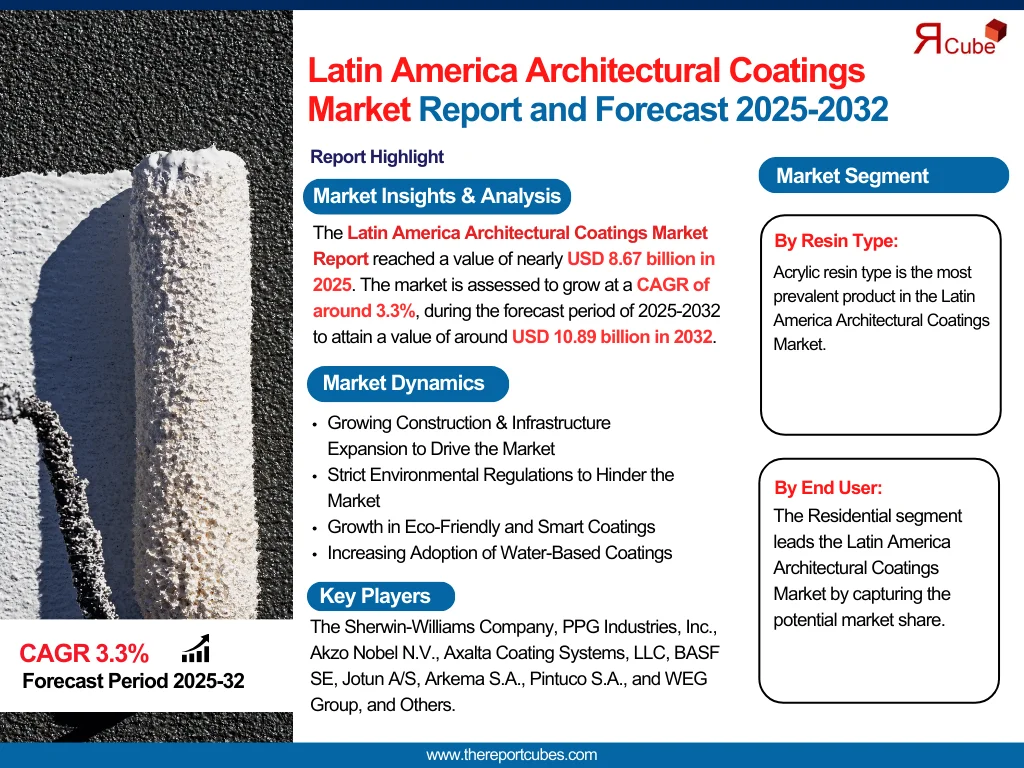 ЯCube
Latin America Architectural Coatings
Market Report and Forecast 2025-2032
Report Highlight
Market Insights & Analysis
The Latin America Architectural Coatings Market
Report reached a value of nearly USD 8.67 billion in
2025. The market is assessed to grow at a CAGR of
around 3.3%, during the forecast period of 2025-2032
to attain a value of around USD 10.89 billion in 2032.
Market Dynamics
• Growing Construction & Infrastructure
Expansion to Drive the Market
• Strict Environmental Regulations to Hinder the
Market
• Growth in Eco-Friendly and Smart Coatings
• Increasing Adoption of Water-Based Coatings
Key Players
The Sherwin-Williams Company, PPG Industries, Inc.,
Akzo Nobel N.V., Axalta Coating Systems, LLC, BASF
SE, Jotun A/S, Arkema S.A., Pintuco S.A., and WEG
Group, and Others.
Market Segment
By Resin Type:
Acrylic resin type is the most
prevalent product in the Latin
America Architectural Coatings
Market.
By End User:
The Residential segment
leads the Latin America
Architectural Coatings
Market by capturing the
potential market share.
CAGR 3.3%
Forecast Period 2025-32
www.thereportcubes.com